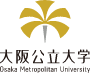 大阪公立大学
Osaka Metropolitan University